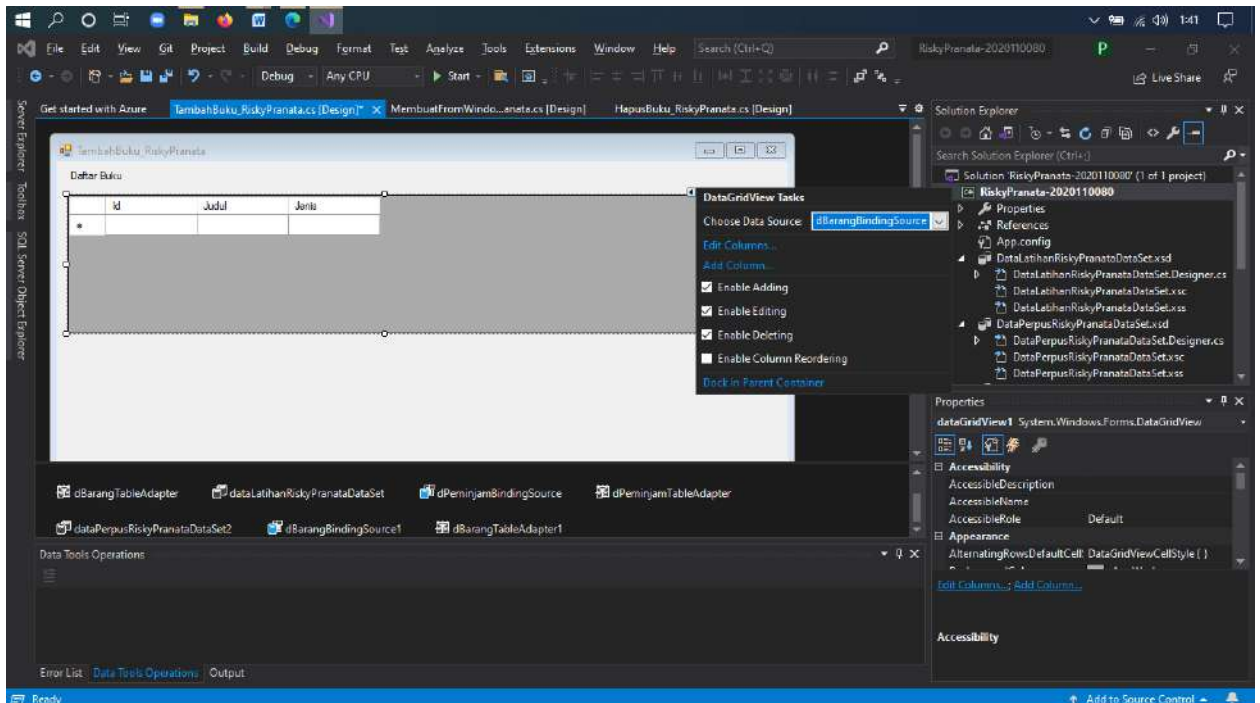 1:41
File Edit View Git Project Build Debug Format Test Analyze Tools Extensions Window Help Search (Ctrl+Q) RiskyPranata-2020110080 P
Debug Any CPU Start Live Share
Server Explorer Toolbox SQL Server Object Explorer
Get started with Azure TambahBuku_RiskyPranata.cs [Design]* MembuatFromWindo...anata.cs [Design] HapusBuku_RiskyPranata.cs [Design]
TambahBuku_RiskyPranata
Daftar Buku
Id Judul Jenis
DataGridView Tasks
Choose Data Source: dBarangBindingSource
Edit Columns...
Add Column...
Enable Adding
Enable Editing
Enable Deleting
Enable Column Reordering
Dock in Parent Container
dBarangTableAdapter dataLatihanRiskyPranataDataSet dPeminjamBindingSource dPeminjamTableAdapter
dataPerpusRiskyPranataDataSet2 dBarangBindingSource1 dBarangTableAdapter1
Data Tools Operations
Error List Data Tools Operations Output
Solution Explorer
Search Solution Explorer (Ctrl+;)
Solution 'RiskyPranata-2020110080' (1 of 1 project)
RiskyPranata-2020110080
Properties
References
App.config
DataLatihanRiskyPranataDataSet.xsd
DataLatihanRiskyPranataDataSet.Designer.cs
DataLatihanRiskyPranataDataSet.xsc
DataLatihanRiskyPranataDataSet.xss
DataPerpusRiskyPranataDataSet.xsd
DataPerpusRiskyPranataDataSet.Designer.cs
DataPerpusRiskyPranataDataSet.xsc
DataPerpusRiskyPranataDataSet.xss
Properties
dataGridView1 System.Windows.Forms.DataGridView
Accessibility
AccessibleDescription
AccessibleName
AccessibleRole Default
Appearance
AlternatingRowsDefaultCell DataGridViewCellStyle { }
Edit Columns...; Add Column...
Accessibility
Ready Add to Source Control